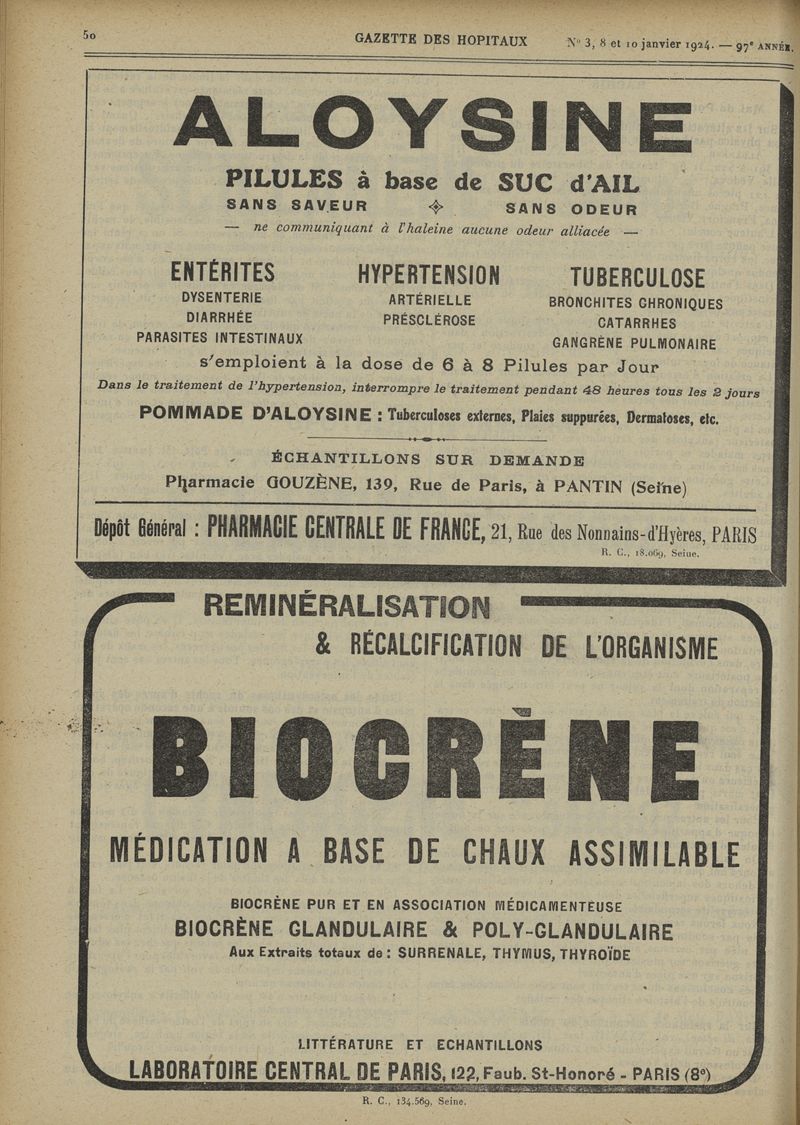 50 GAZETTE DES HOPITAUX N° 3, 8 et 10 janvier 1924. — 97e ANNÉE.
ALOYSINE
PILULES à base de SUC d'AIL
SANS SAVEUR SANS ODEUR
— ne communiquant à l'haleine aucune odeur alliacée —
ENTÉRITES HYPERTENSION TUBERCULOSE
DYSENTERIE ARTÉRIELLE BRONCHITES CHRONIQUES
DIARRHÉE PRÉSCLÉROSE CATARRHES
PARASITES INTESTINAUX GANGRÈNE PULMONAIRE
s'emploient à la dose de 6 à 8 Pilules par Jour
Dans le traitement de l'hypertension, interrompre le traitement pendant 48 heures tous les 2 jours
POMMADE D'ALOYSINE : Tuberculoses externes, Plaies suppurées, Dermatoses, etc.
ÉCHANTILLONS SUR DEMANDE
Pharmacie GOUZÈNE, 139, Rue de Paris, à PANTIN (Seine)
Dépôt Général : PHARMACIE CENTRALE DE FRANCE, 21, Rue des Nonnains-d'Hyères, PARIS
R. C., 18.069, Seine.
REMINÉRALISATION
& RÉCALCIFICATION DE L'ORGANISME
BIOCRÈNE
MÉDICATION A BASE DE CHAUX ASSIMILABLE
BIOCRÈNE PUR ET EN ASSOCIATION MÉDICAMENTEUSE
BIOCRÈNE GLANDULAIRE & POLY-GLANDULAIRE
Aux Extraits totaux de : SURRENALE, THYMUS, THYROÏDE
LITTÉRATURE ET ECHANTILLONS
LABORATOIRE CENTRAL DE PARIS, 122, Faub. St-Honoré - PARIS (8e)
R. C., 134.569, Seine.